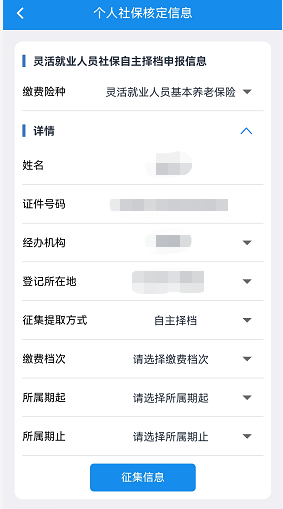 个人社保核定信息
灵活就业人员社保自主择档申报信息
缴费险种 灵活就业人员基本养老保险
详情
姓名
证件号码
经办机构
登记所在地
征集提取方式 自主择档
缴费档次 请选择缴费档次
所属期起 请选择所属期起
所属期止 请选择所属期止
征集信息